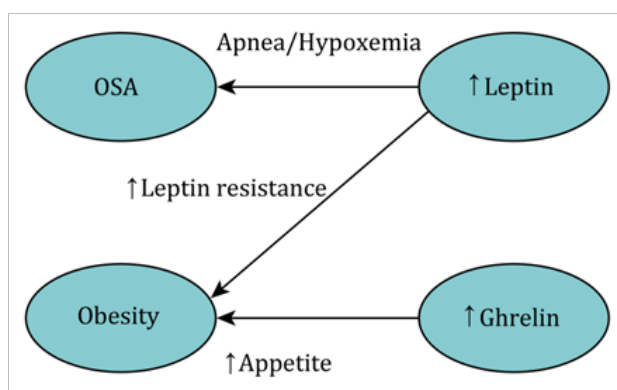 Apnea/Hypoxemia
OSA
↑Leptin
↑Leptin resistance
Obesity
↑Ghrelin
↑Appetite